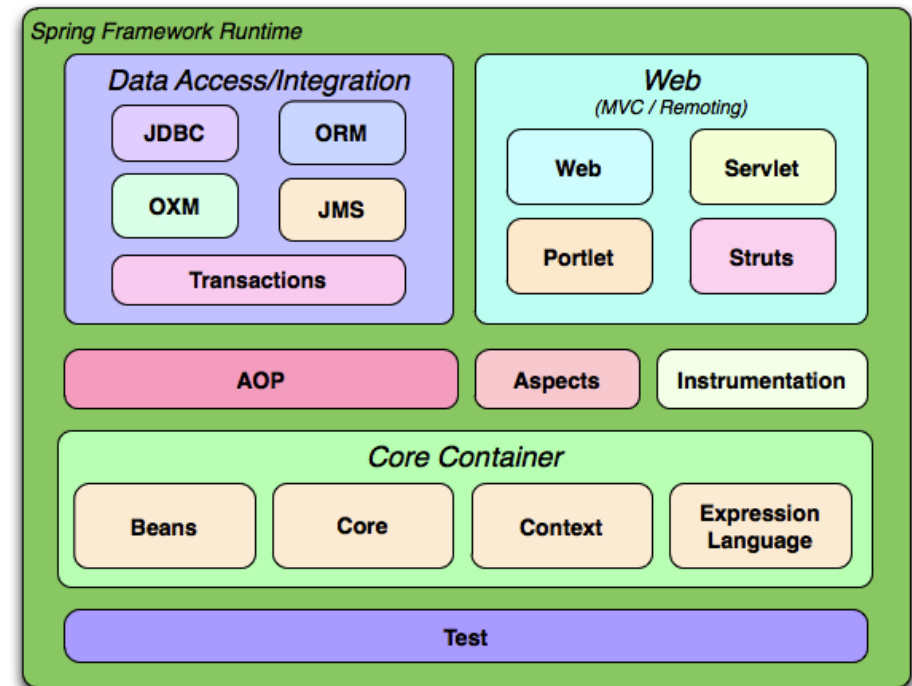 Spring Framework Runtime
Data Access/Integration
JDBC
ORM
OXM
JMS
Transactions
Web
(MVC / Remoting)
Web
Servlet
Portlet
Struts
AOP
Aspects
Instrumentation
Core Container
Beans
Core
Context
Expression
Language
Test